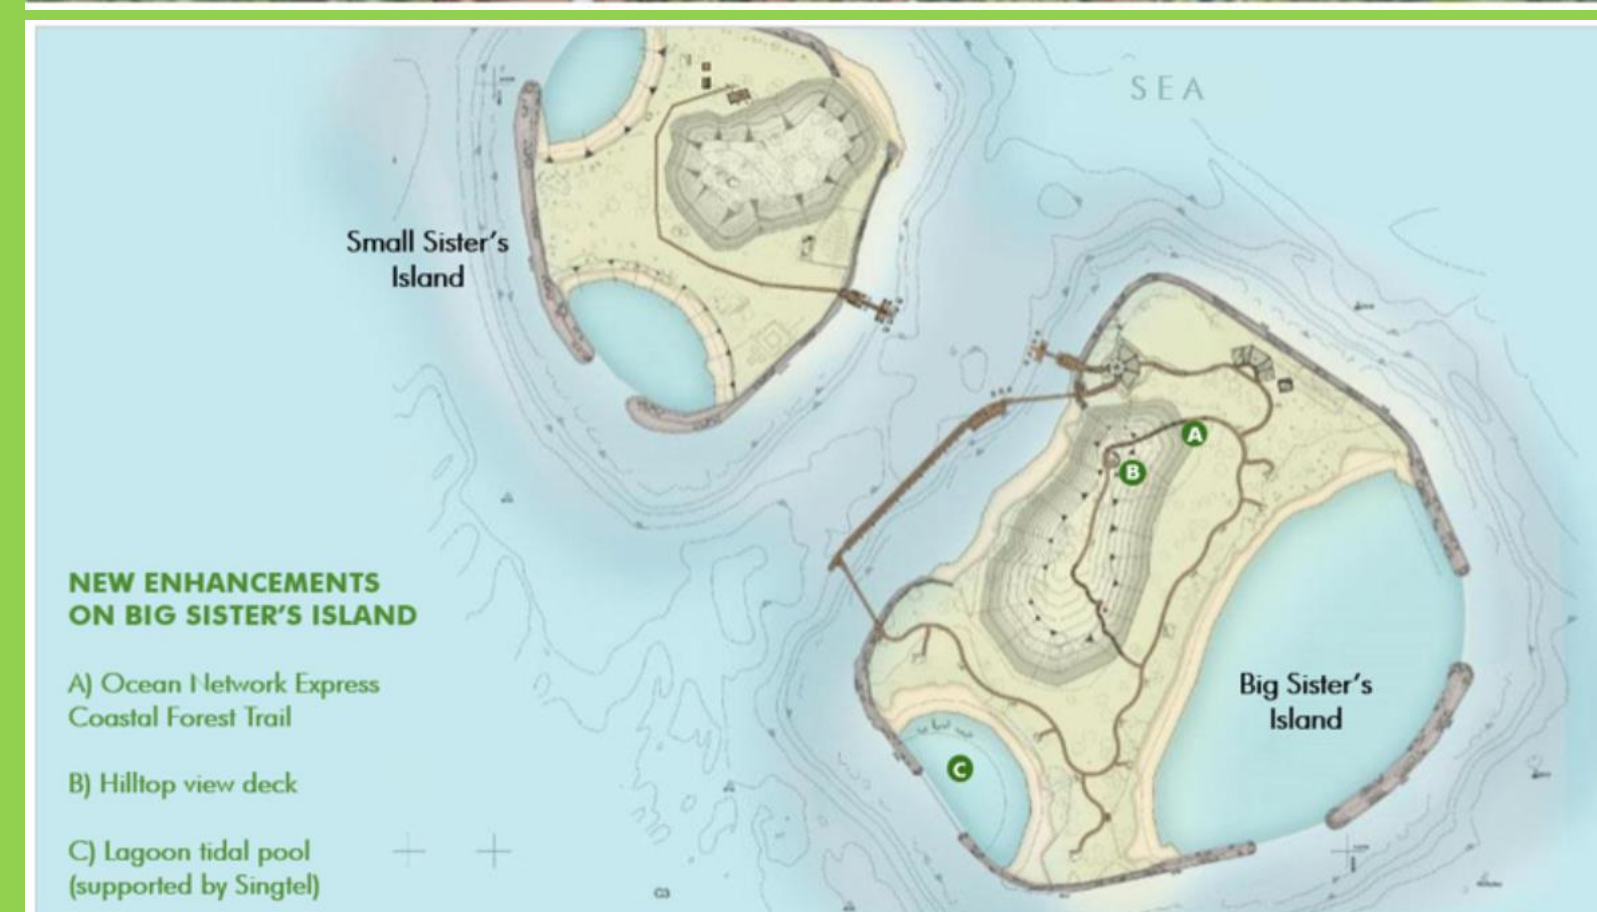 SEA
Small Sister's
Island
NEW ENHANCEMENTS
ON BIG SISTER'S ISLAND
A) Ocean Network Express
Coastal Forest Trail
B) Hilltop view deck
C) Lagoon tidal pool
(supported by Singtel)
A
B
Big Sister's
Island
C